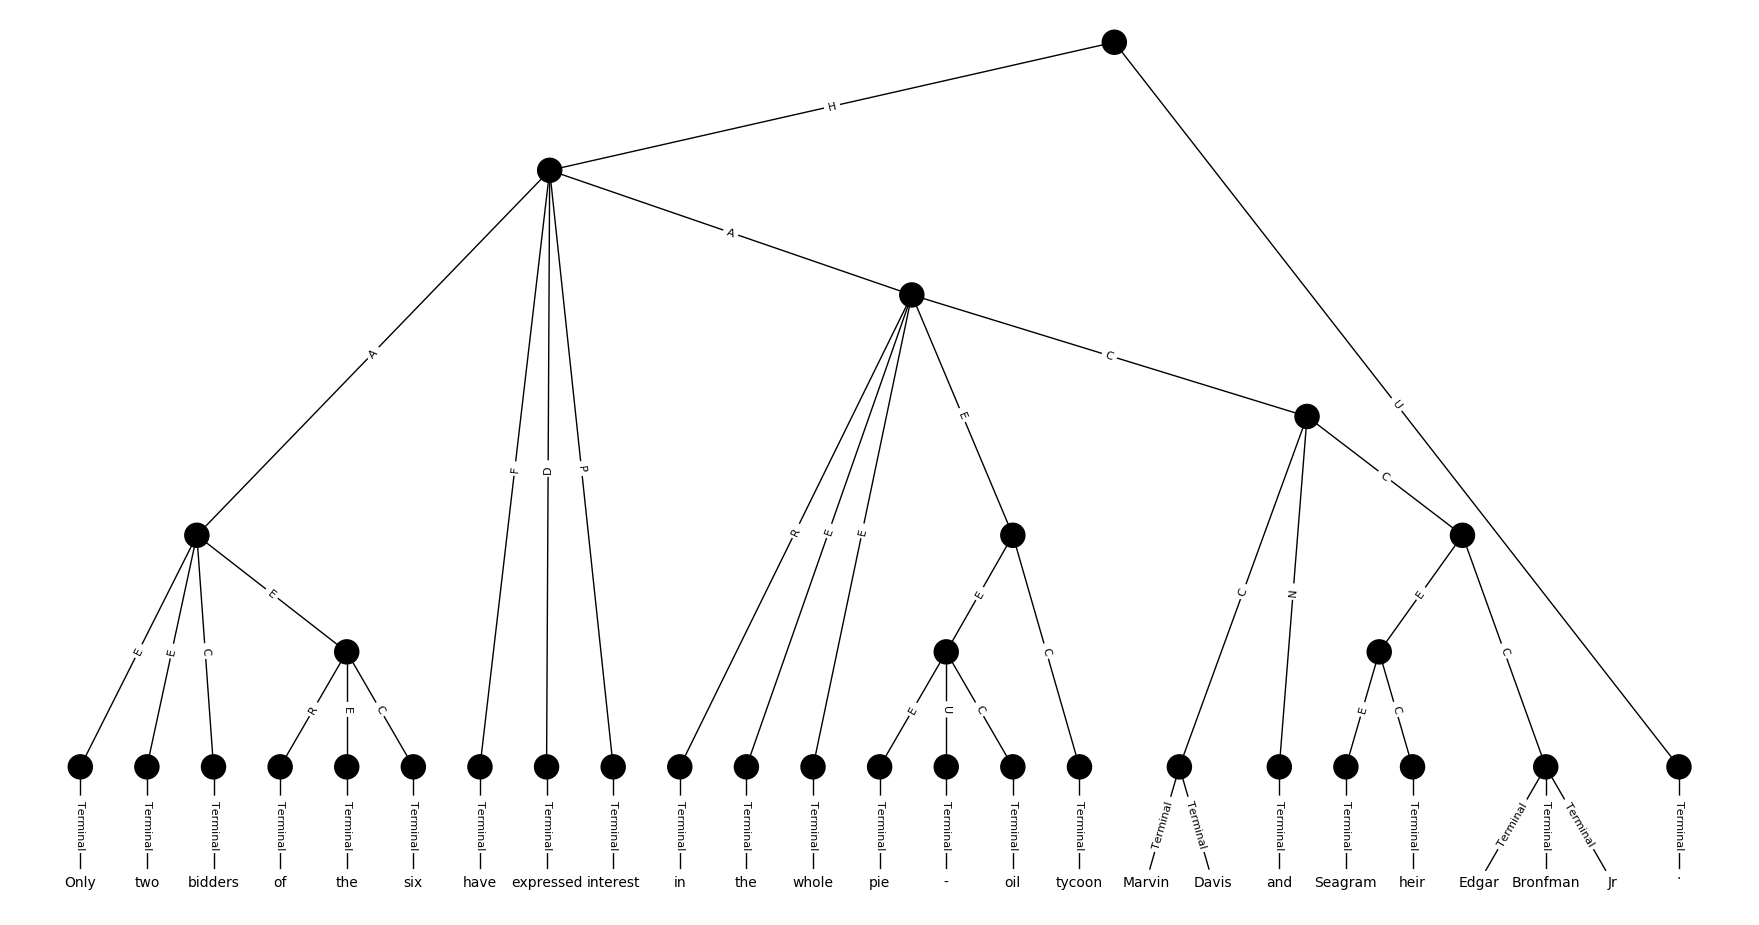 H
A
A
C
E
U
F
D
P
C
R
E
E
E
E
E
C
N
E
E
E
C
C
C
R
E
C
E
U
C
E
C
Terminal Terminal Terminal Terminal Terminal Terminal Terminal Terminal Terminal Terminal Terminal Terminal Terminal Terminal Terminal Terminal Terminal Terminal Terminal Terminal Terminal Terminal Terminal Terminal Terminal
Only two bidders of the six have expressed interest in the whole pie - oil tycoon Marvin Davis and Seagram heir Edgar Bronfman Jr .